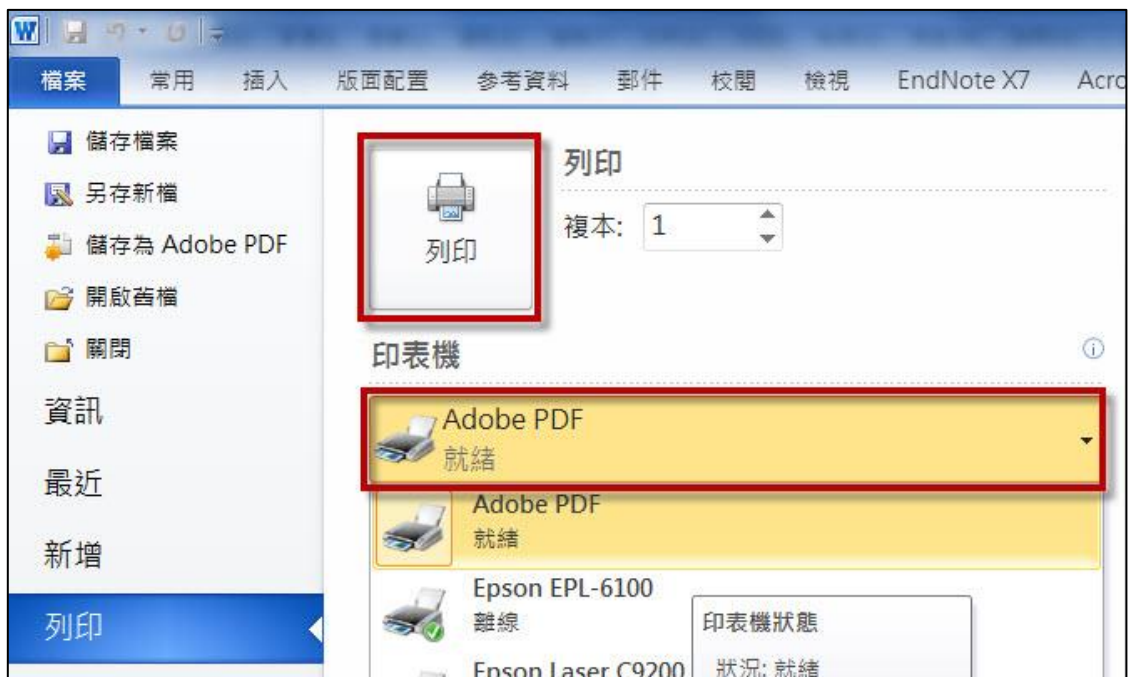 W
檔案 常用 插入 版面配置 參考資料 郵件 校閱 檢視 EndNote X7 Acro
儲存檔案
另存新檔
儲存為 Adobe PDF
開啟舊檔
關閉
資訊
最近
新增
列印
列印
列印
複本: 1
印表機
Adobe PDF
就緒
Adobe PDF
就緒
Epson EPL-6100
離線
Epson Laser C9200
印表機狀態
狀況: 就緒